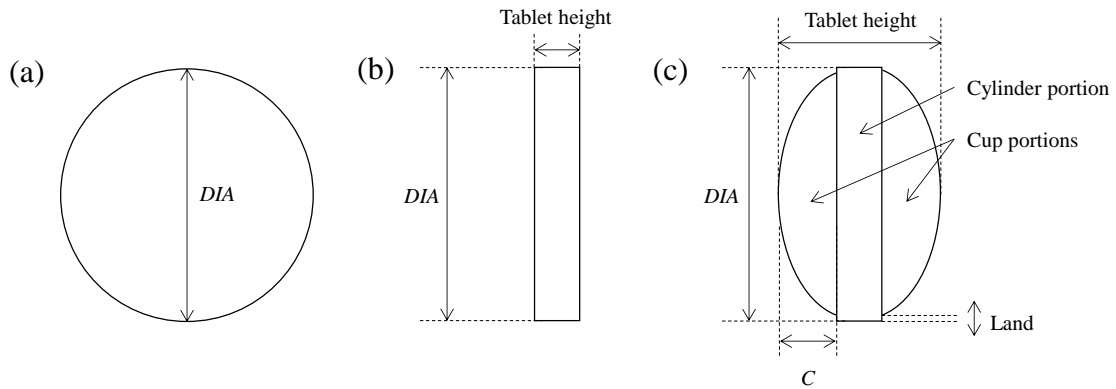 (a)
DIA
(b)
Tablet height
DIA
(c)
Tablet height
DIA
Cylinder portion
Cup portions
Land
C